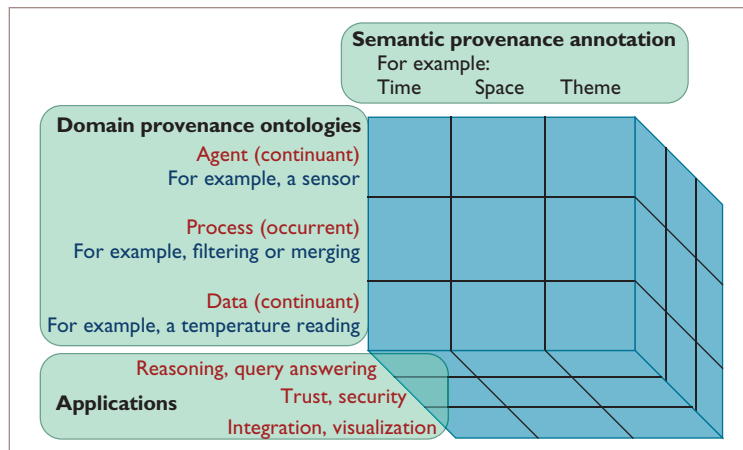 Semantic provenance annotation
For example:
Time Space Theme
Domain provenance ontologies
Agent (continuant)
For example, a sensor
Process (occurrent)
For example, filtering or merging
Data (continuant)
For example, a temperature reading
Reasoning, query answering
Applications
Trust, security
Integration, visualization